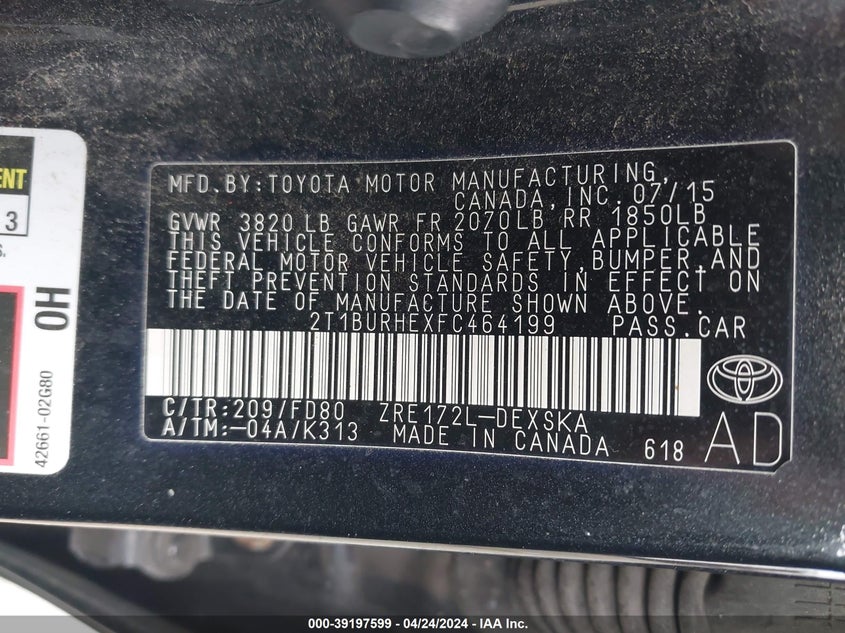 ENT
3
S.
OH
42661-02G80
MFD.BY:TOYOTA MOTOR MANUFACTURING,
CANADA,INC.07/15
GVWR 3820LB GAWR FR 2070LB RR 1850LB
THIS VEHICLE CONFORMS TO ALL APPLICABLE
FEDERAL MOTOR VEHICLE SAFETY,BUMPER,AND
THEFT PREVENTION STANDARDS IN EFFECT ON
THE DATE OF MANUFACTURE SHOWN ABOVE.
2T1BURHEXFC464199 PASS.CAR
C/TR:209/FD80 ZRE172L-DEXSKA
A/TM:-04A/K313 MADE IN CANADA 618 AD
000-39197599 - 04/24/2024 - IAA Inc.